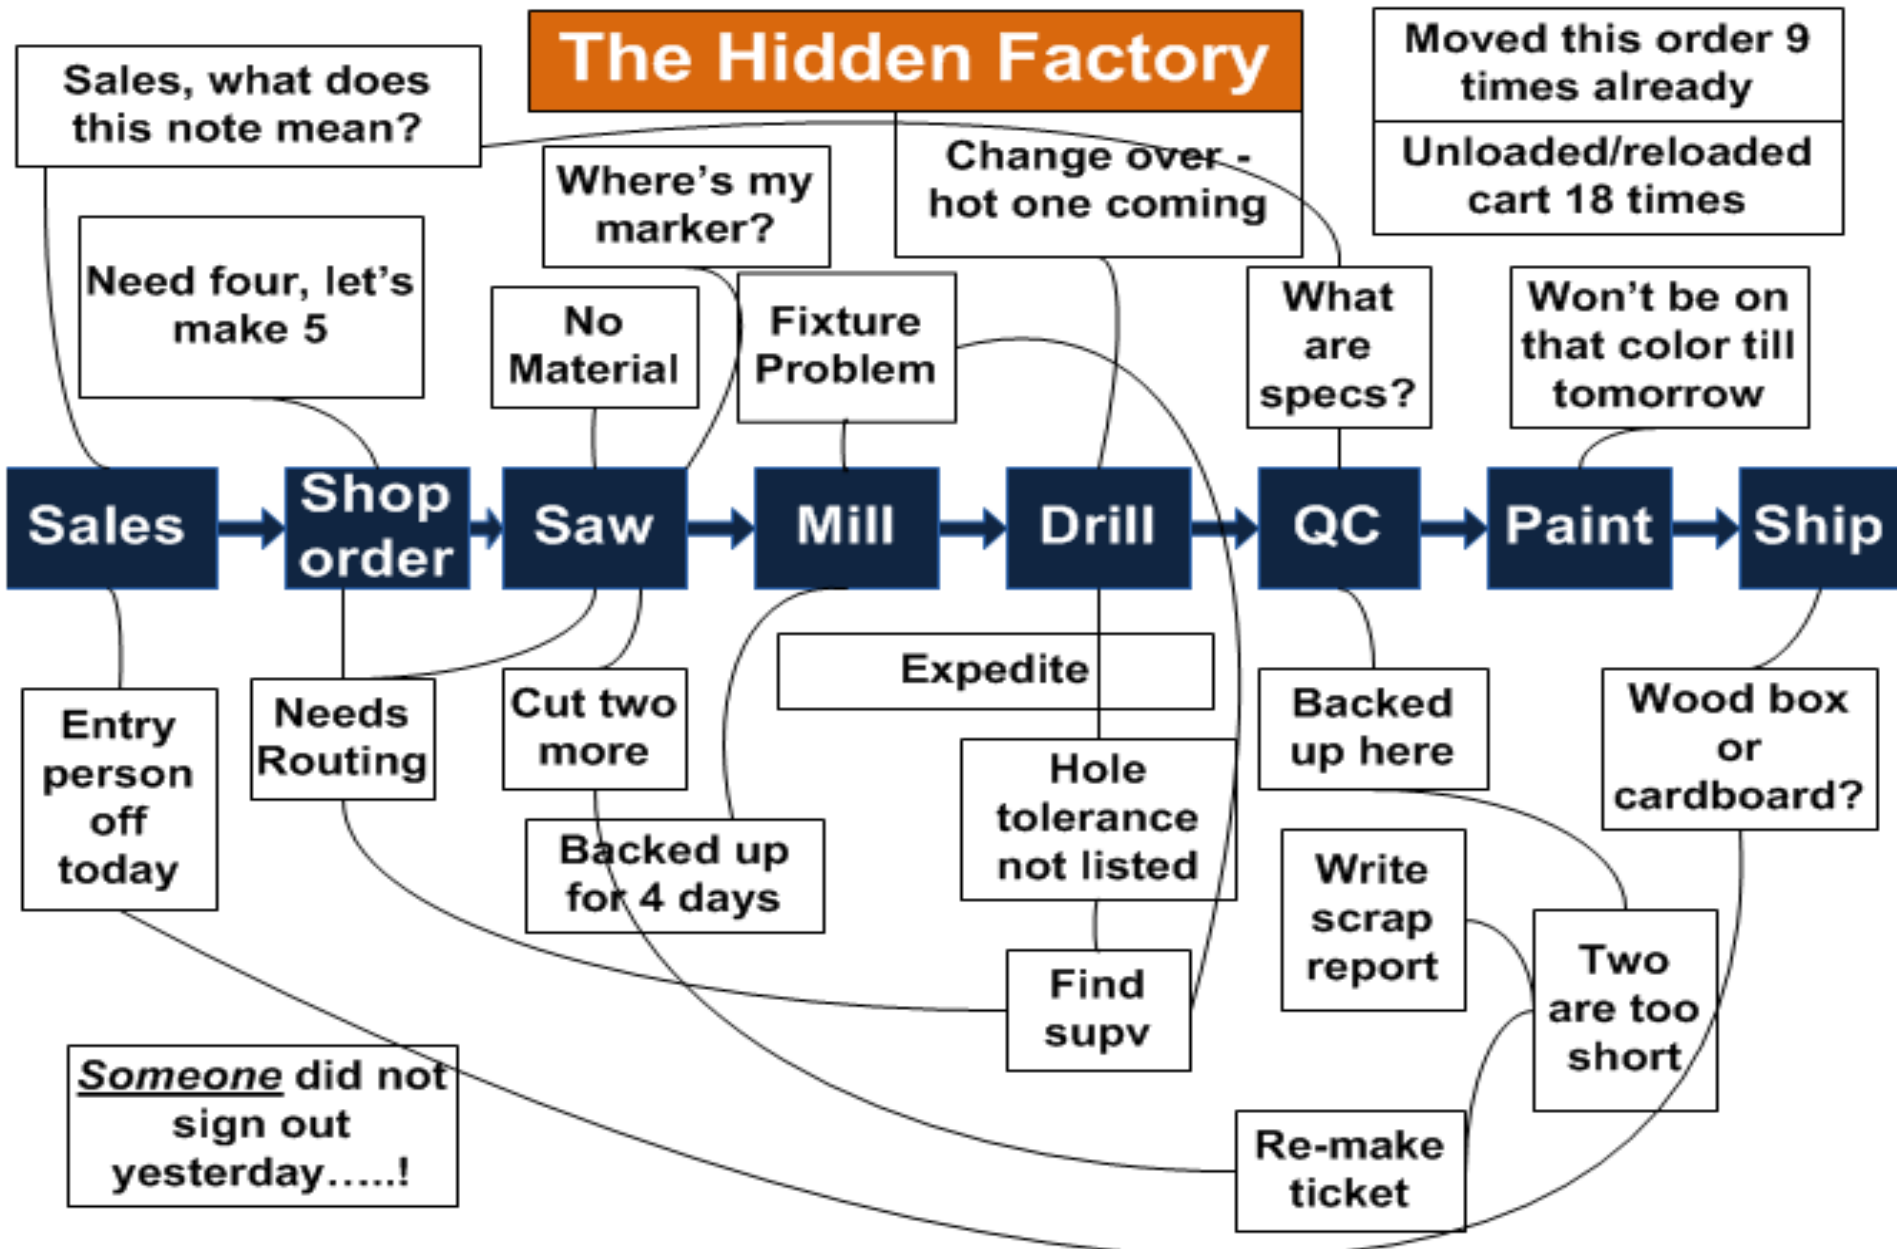 The Hidden Factory
Moved this order 9
times already
Unloaded/reloaded
cart 18 times
Sales, what does
this note mean?
Change over -
hot one coming
Where's my
marker?
Need four, let's
make 5
No
Material
Fixture
Problem
What
are
specs?
Won't be on
that color till
tomorrow
Sales
Shop
order
Saw
Mill
Drill
QC
Paint
Ship
Expedite
Entry
person
off
today
Needs
Routing
Cut two
more
Backed up
for 4 days
Hole
tolerance
not listed
Backed
up here
Wood box
or
cardboard?
Write
scrap
report
Two
are too
short
Find
supv
Someone did not
sign out
yesterday…..!
Re-make
ticket